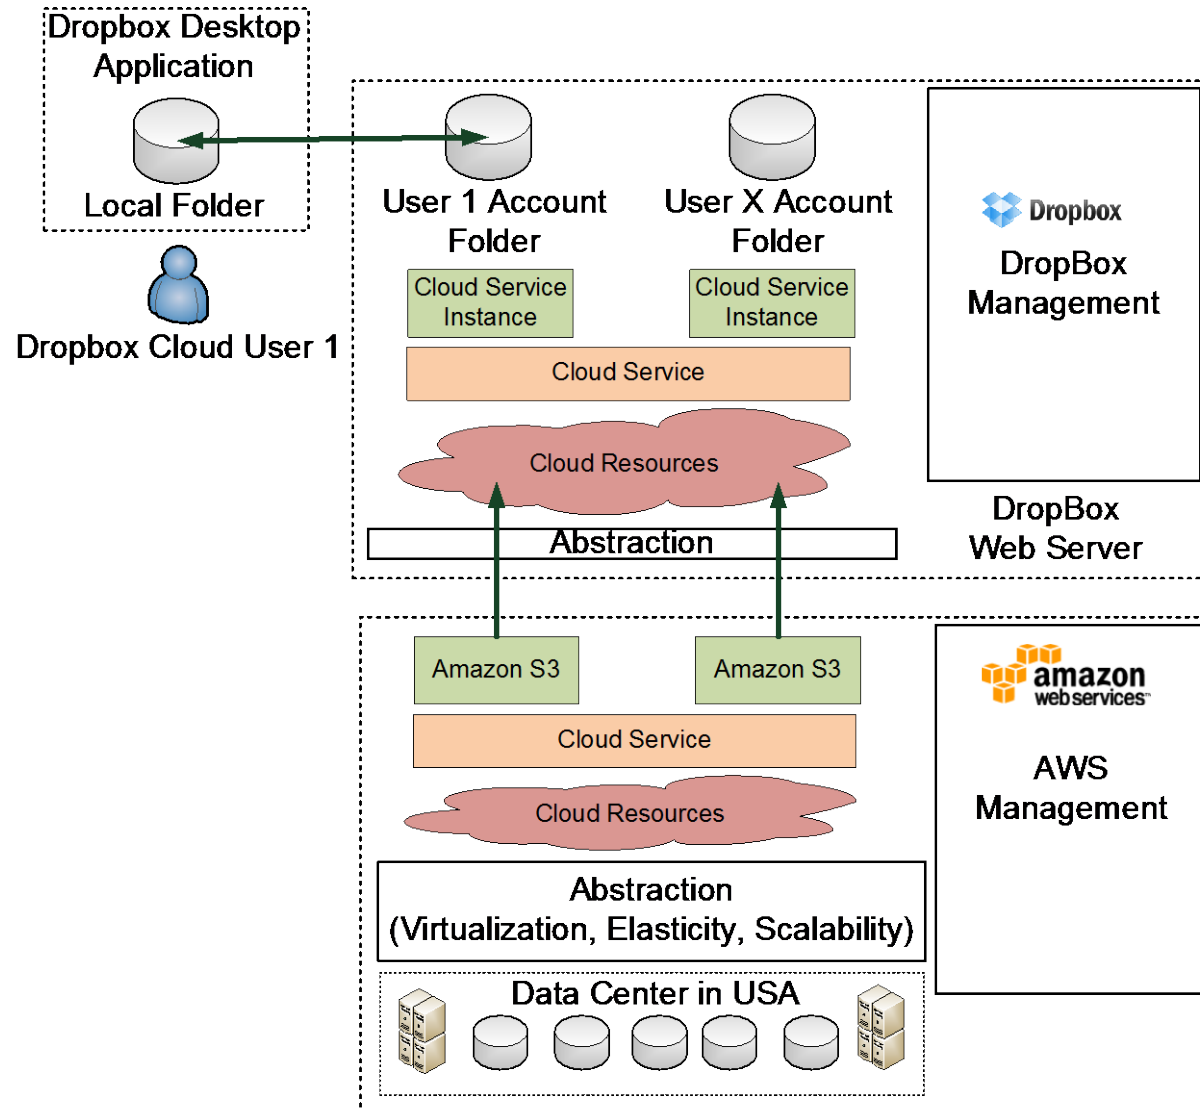 Dropbox Desktop
Application
Local Folder
Dropbox Cloud User 1
User 1 Account
Folder
User X Account
Folder
Cloud Service
Instance
Cloud Service
Instance
Cloud Service
Cloud Resources
Abstraction
Dropbox
DropBox
Management
DropBox
Web Server
Amazon S3
Amazon S3
Cloud Service
Cloud Resources
Abstraction
(Virtualization, Elasticity, Scalability)
Data Center in USA
amazon
webservices™
AWS
Management